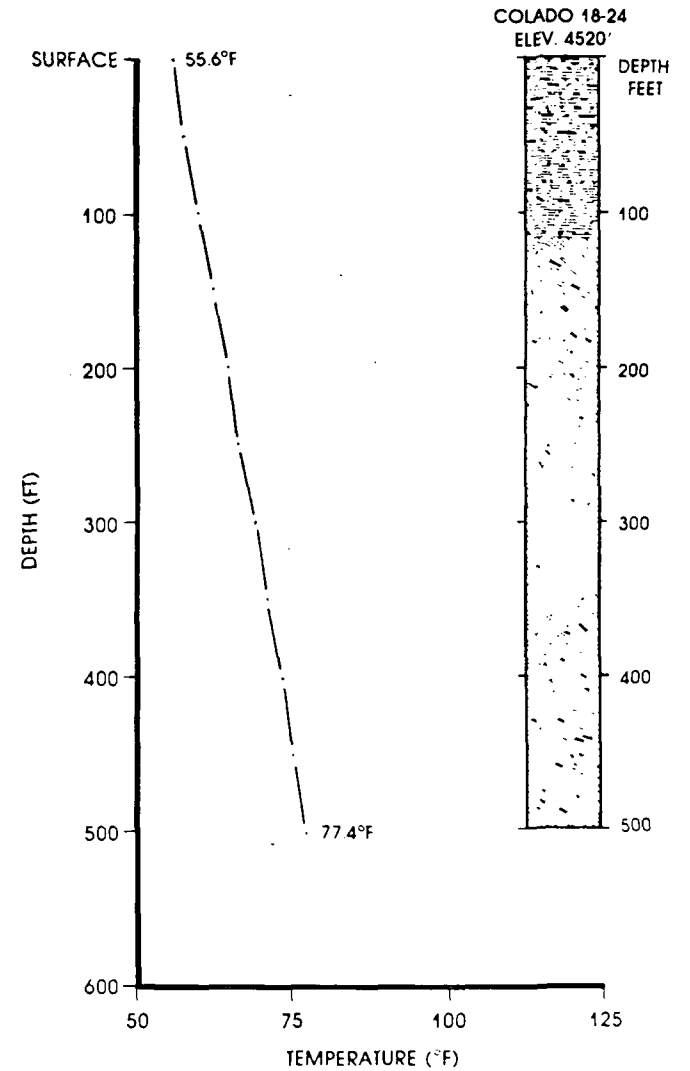 COLADO 18-24
ELEV. 4520'
SURFACE
55.6°F
DEPTH
FEET
100
100
200
200
DEPTH (FT)
300
300
400
400
500
77.4°F
500
600
50
75
100
125
TEMPERATURE (°F)